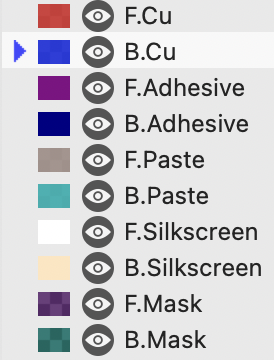 F.Cu
B.Cu
F.Adhesive
B.Adhesive
F.Paste
B.Paste
F.Silkscreen
B.Silkscreen
F.Mask
B.Mask